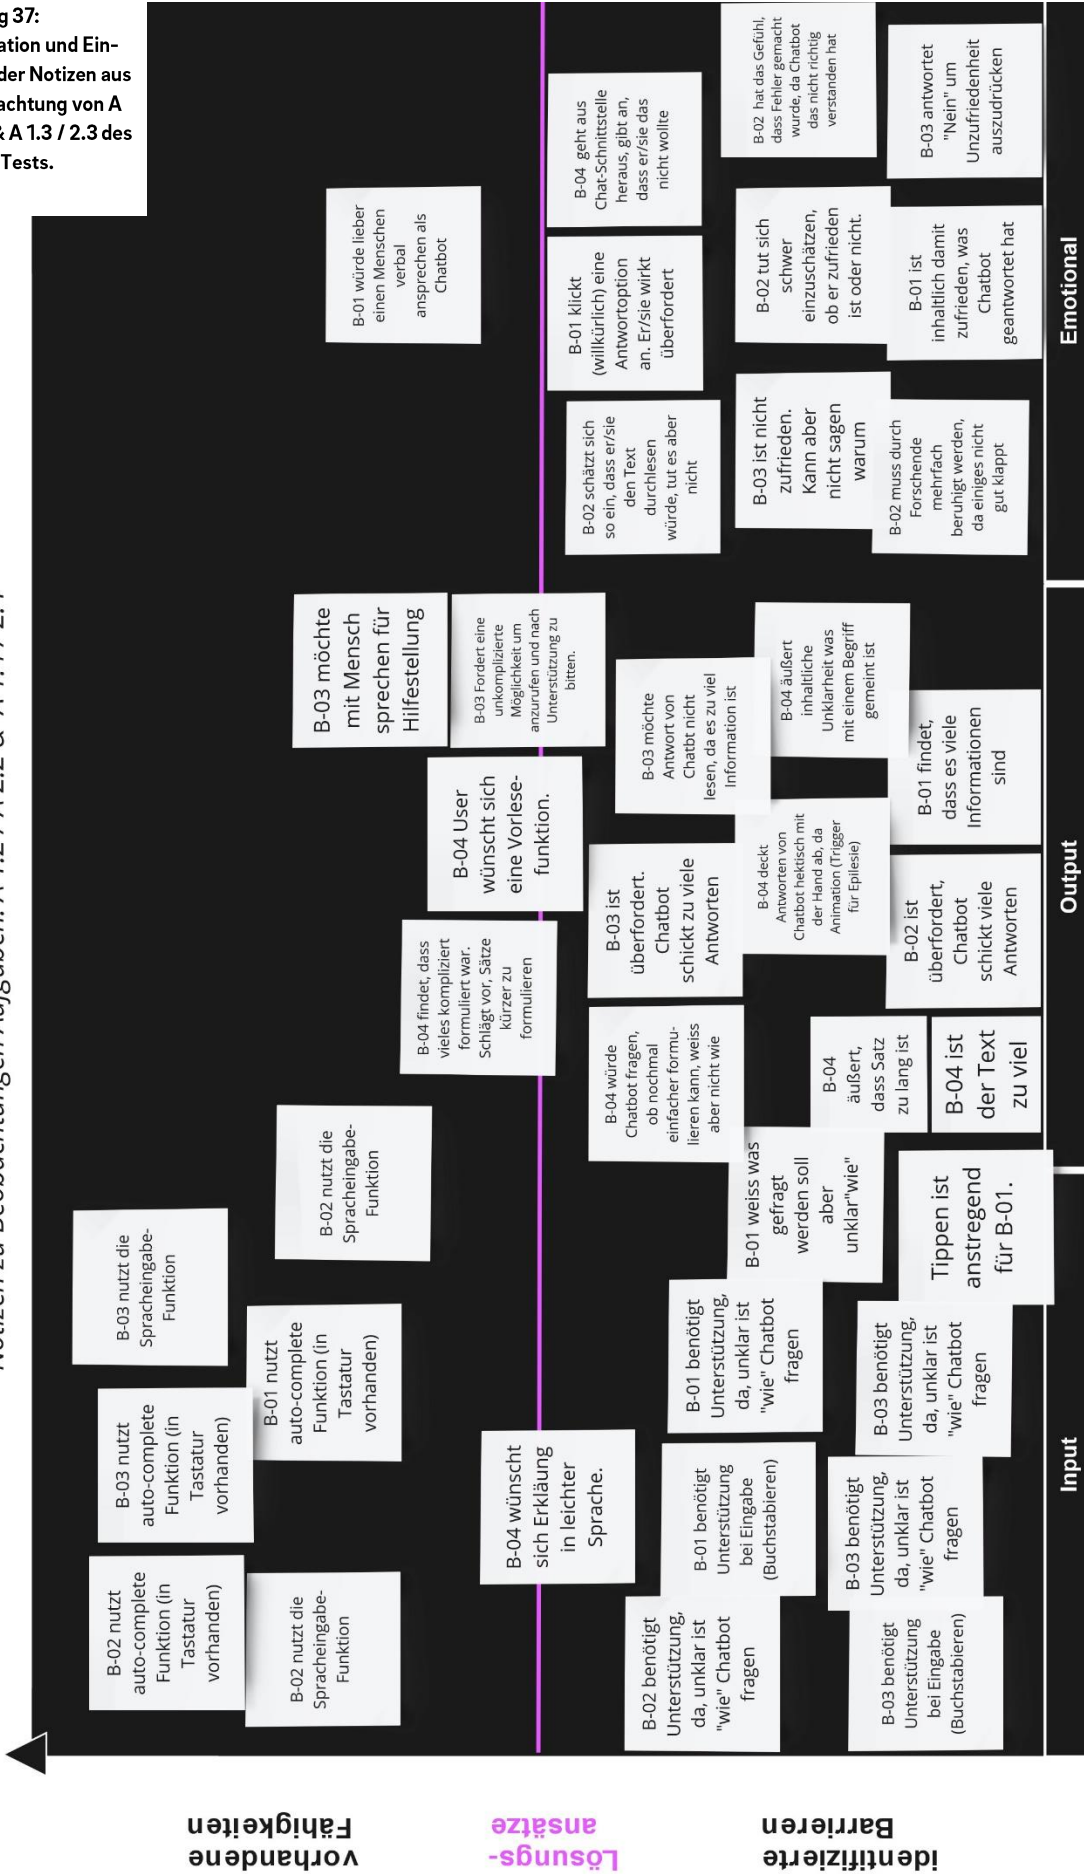 g 37:
ation und Ein-
der Notizen aus
achtung von A
& A 1.3 / 2.3 des
Tests.
vorhandene
Fähigkeiten
Lösungs-
ansätze
identifizierte
Barrieren
B-02 nutzt
auto-complete
Funktion (in
Tastatur
vorhanden)
B-03 nutzt
auto-complete
Funktion (in
Tastatur
vorhanden)
B-03 nutzt die
Spracheingabe-
Funktion
B-02 nutzt die
Spracheingabe-
Funktion
B-01 nutzt
auto-complete
Funktion (in
Tastatur
vorhanden)
B-02 nutzt die
Spracheingabe-
Funktion
B-04 wünscht
sich Erklärung
in leichter
Sprache.
B-02 benötigt
Unterstützung,
da, unklar ist
"wie" Chatbot
fragen
B-01 benötigt
Unterstützung
bei Eingabe
(Buchstabieren)
B-01 benötigt
Unterstützung,
da, unklar ist
"wie" Chatbot
fragen
B-01 weiss was
gefragt
werden soll
aber
unklar"wie"
B-03 benötigt
Unterstützung
bei Eingabe
(Buchstabieren)
B-03 benötigt
Unterstützung,
da, unklar ist
"wie" Chatbot
fragen
B-03 benötigt
Unterstützung,
da, unklar ist
"wie" Chatbot
fragen
Tippen ist
anstregend
für B-01.
Input
B-03 möchte
mit Mensch
sprechen für
Hilfestellung
B-04 findet, dass
vieles kompliziert
formuliert war.
Schlägt vor, Sätze
kürzer zu
formulieren
B-04 User
wünscht sich
eine Vorlese-
funktion.
B-03 Fordert eine
unkomplizierte
Möglichkeit um
anzurufen und nach
Unterstützung zu
bitten.
B-04 würde
Chatbot fragen,
ob nochmal
einfacher formu-
lieren kann, weiss
aber nicht wie
B-03 ist
überfordert.
Chatbot
schickt zu viele
Antworten
B-03 möchte
Antwort von
Chatbt nicht
lesen, da es zu viel
Information ist
B-04 deckt
Antworten von
Chatbot hektisch mit
der Hand ab, da
Animation (Trigger
für Epilesie)
B-04 äußert
inhaltliche
Unklarheit was
mit einem Begriff
gemeint ist
B-04
äußert,
dass Satz
zu lang ist
B-04 ist
der Text
zu viel
B-02 ist
überfordert,
Chatbot
schickt viele
Antworten
B-01 findet,
dass es viele
Informationen
sind
Output
B-01 würde lieber
einen Menschen
verbal
ansprechen als
Chatbot
B-02 schätzt sich
so ein, dass er/sie
den Text
durchlesen
würde, tut es aber
nicht
B-01 klickt
(willkürlich) eine
Antwortoption
an. Er/sie wirkt
überfordert
B-04 geht aus
Chat-Schnittstelle
heraus, gibt an,
dass er/sie das
nicht wollte
B-03 ist nicht
zufrieden.
Kann aber
nicht sagen
warum
B-02 tut sich
schwer
einzuschätzen,
ob er zufrieden
ist oder nicht.
B-02 hat das Gefühl,
dass Fehler gemacht
wurde, da Chatbot
das nicht richtig
verstanden hat
B-02 muss durch
Forschende
mehrfach
beruhigt werden,
da einiges nicht
gut klappt
B-01 ist
inhaltlich damit
zufrieden, was
Chatbot
geantwortet hat
B-03 antwortet
"Nein" um
Unzufriedenheit
auszudrücken
Emotional